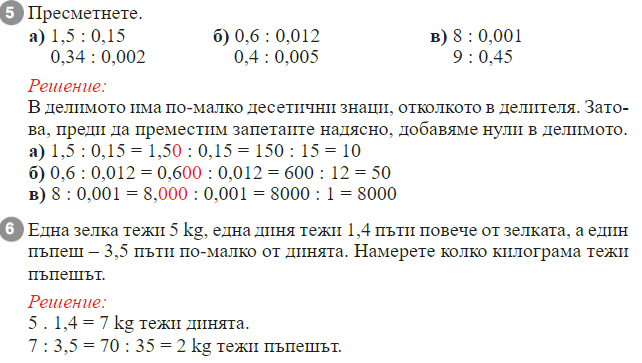 5 Пресметнете.
а) 1,5 : 0,15 б) 0,6 : 0,012 в) 8 : 0,001
0,34 : 0,002 0,4 : 0,005 9 : 0,45
Решение:
В делимото има по-малко десетични знаци, отколкото в делителя. Зато-
ва, преди да преместим запетаите надясно, добавяме нули в делимото.
а) 1,5 : 0,15 = 1,50 : 0,15 = 150 : 15 = 10
б) 0,6 : 0,012 = 0,600 : 0,012 = 600 : 12 = 50
в) 8 : 0,001 = 8,000 : 0,001 = 8000 : 1 = 8000
6 Една зелка тежи 5 kg, една диня тежи 1,4 пъти повече от зелката, а един
пъпеш – 3,5 пъти по-малко от динята. Намерете колко килограма тежи
пъпешът.
Решение:
5 . 1,4 = 7 kg тежи динята.
7 : 3,5 = 70 : 35 = 2 kg тежи пъпешът.